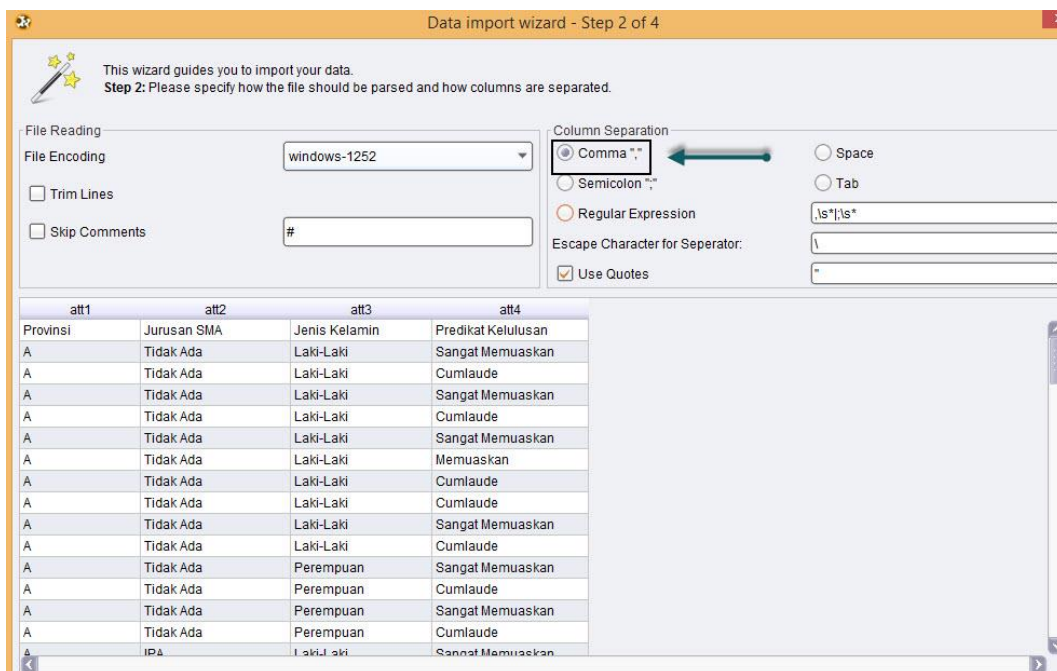 Data import wizard - Step 2 of 4
This wizard guides you to import your data.
Step 2: Please specify how the file should be parsed and how columns are separated.
File Reading
File Encoding windows-1252
Trim Lines
Skip Comments #
Column Separation
Comma "," Space
Semicolon ";" Tab
Regular Expression ,\s*|;\s*
Escape Character for Seperator: \
Use Quotes "
att1 att2 att3 att4
Provinsi Jurusan SMA Jenis Kelamin Predikat Kelulusan
A Tidak Ada Laki-Laki Sangat Memuaskan
A Tidak Ada Laki-Laki Cumlaude
A Tidak Ada Laki-Laki Sangat Memuaskan
A Tidak Ada Laki-Laki Cumlaude
A Tidak Ada Laki-Laki Sangat Memuaskan
A Tidak Ada Laki-Laki Memuaskan
A Tidak Ada Laki-Laki Cumlaude
A Tidak Ada Laki-Laki Cumlaude
A Tidak Ada Laki-Laki Sangat Memuaskan
A Tidak Ada Laki-Laki Cumlaude
A Tidak Ada Perempuan Sangat Memuaskan
A Tidak Ada Perempuan Cumlaude
A Tidak Ada Perempuan Sangat Memuaskan
A Tidak Ada Perempuan Cumlaude
A IPA Laki-Laki Sangat Memuaskan